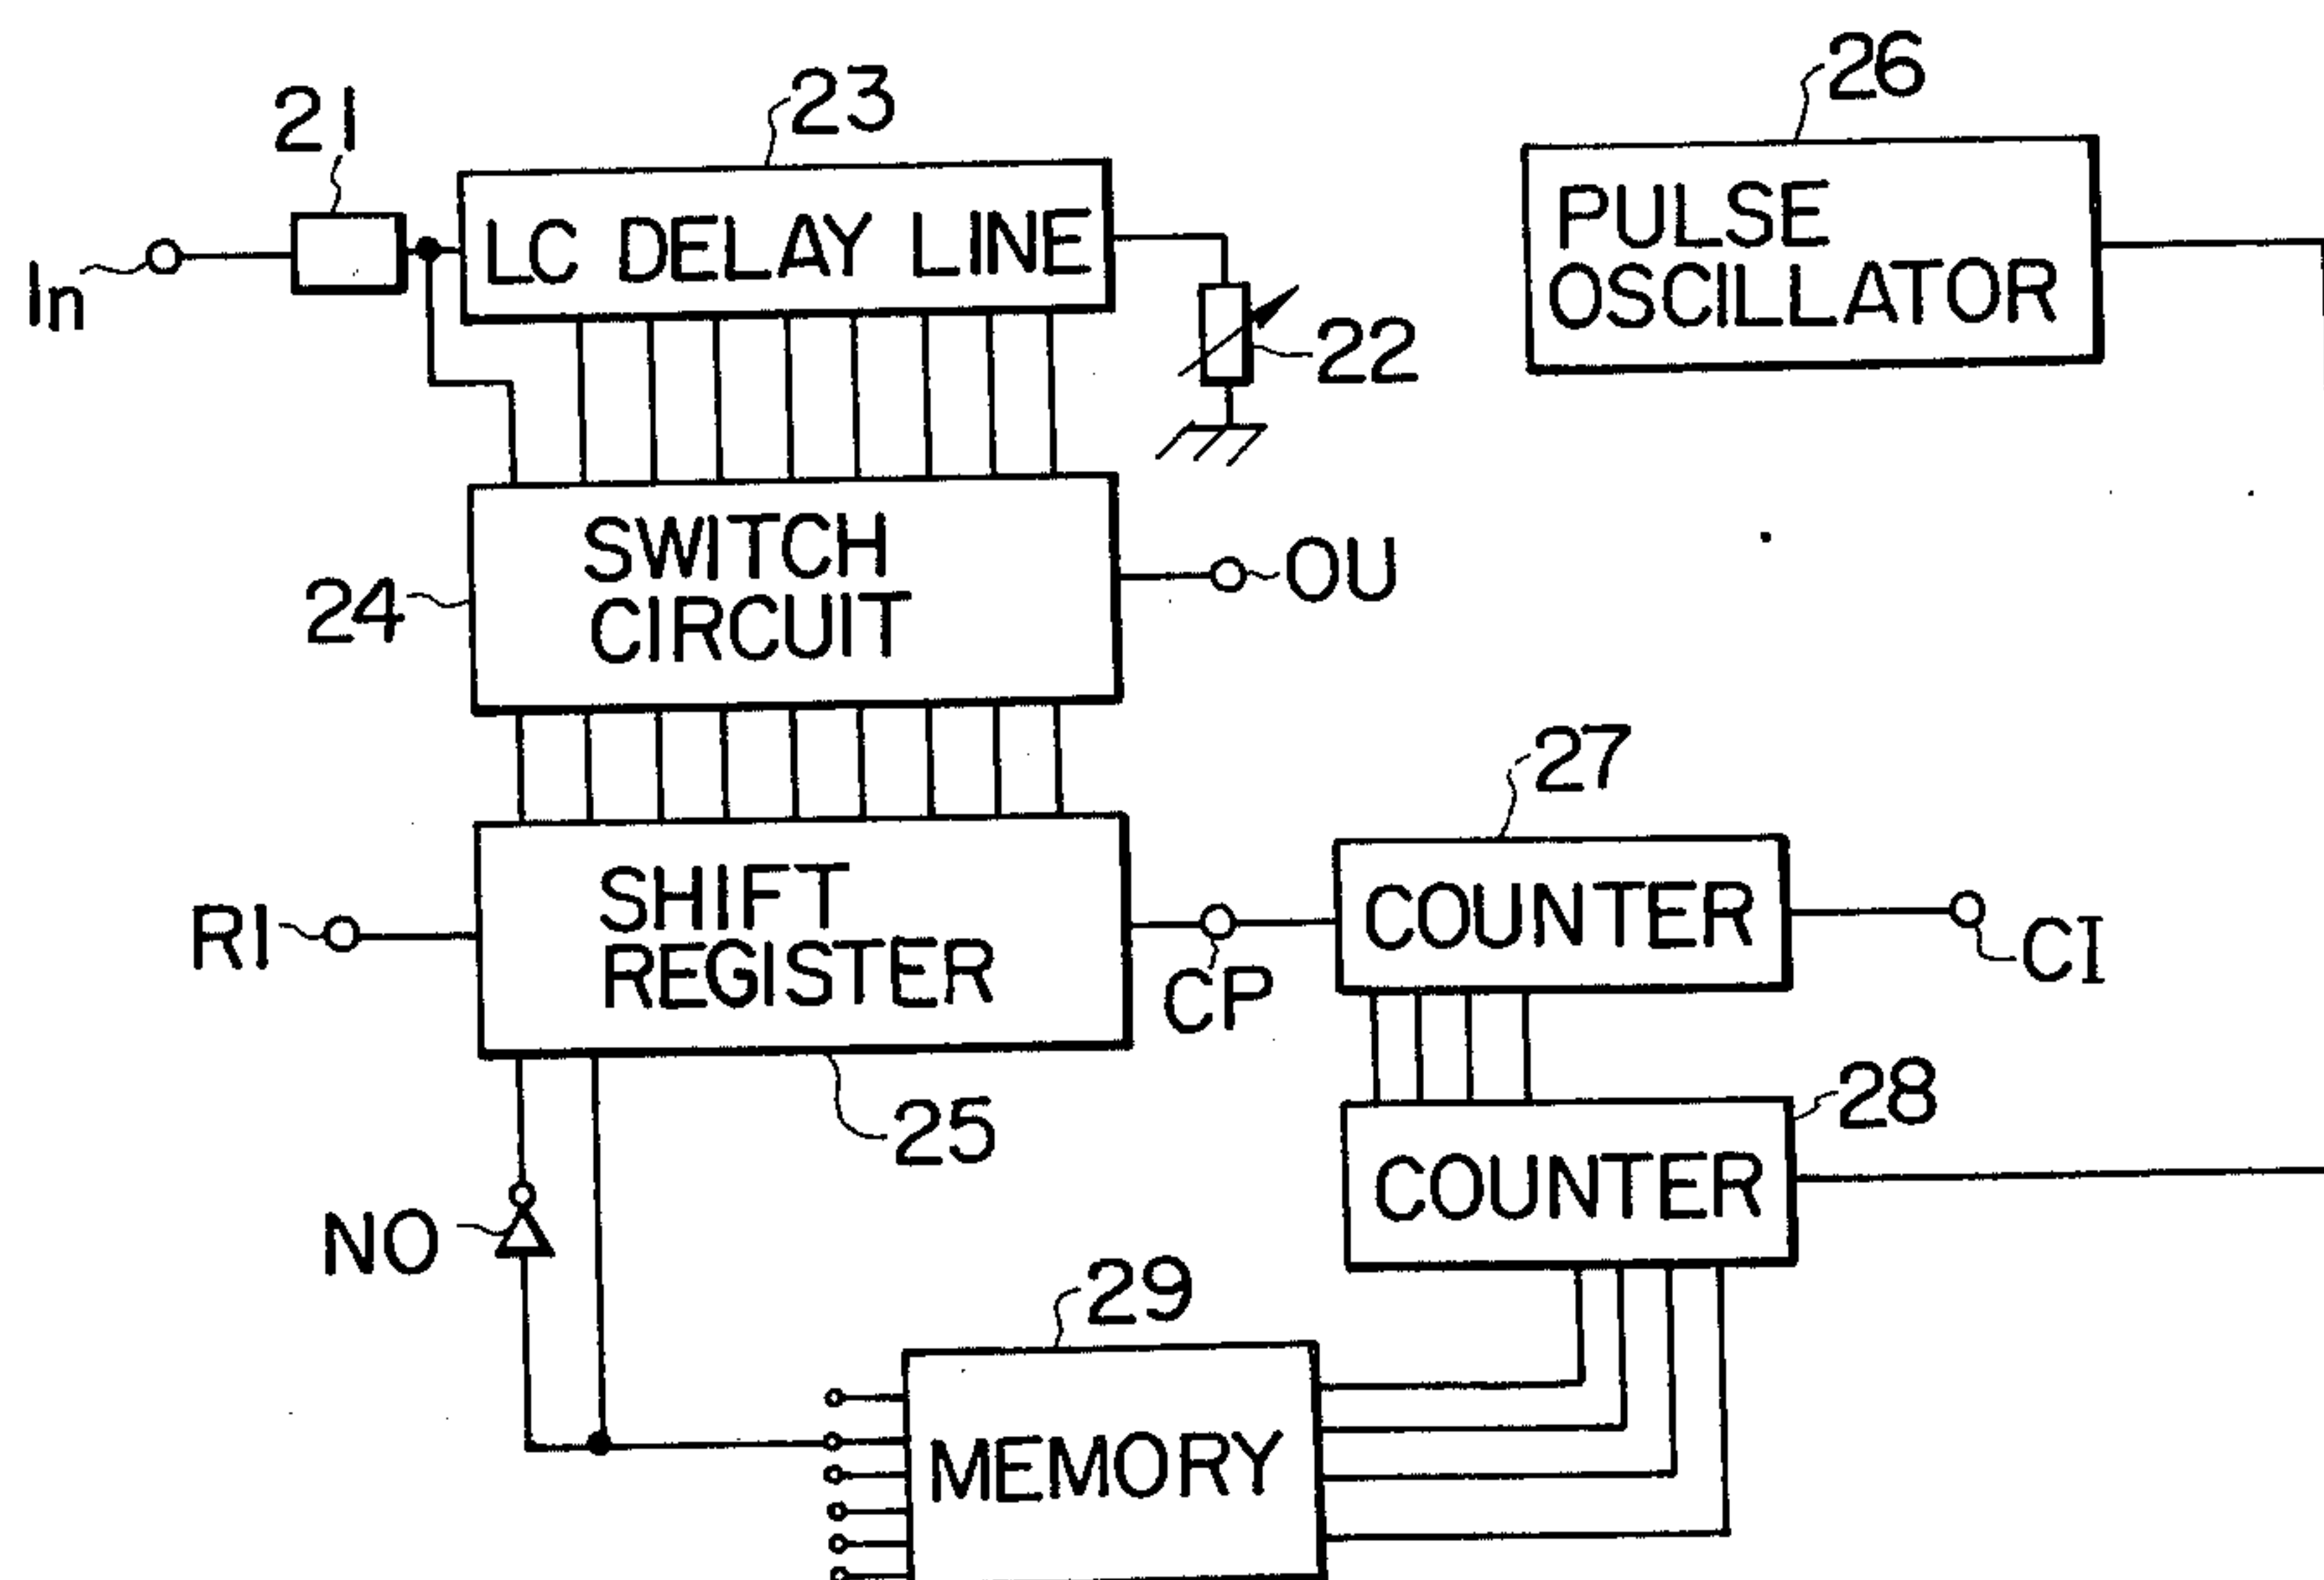 21
23
26
In
LC DELAY LINE
PULSE
OSCILLATOR
22
SWITCH
CIRCUIT
24
OU
27
RI
SHIFT
REGISTER
CP
COUNTER
CI
25
28
COUNTER
NO
29
MEMORY